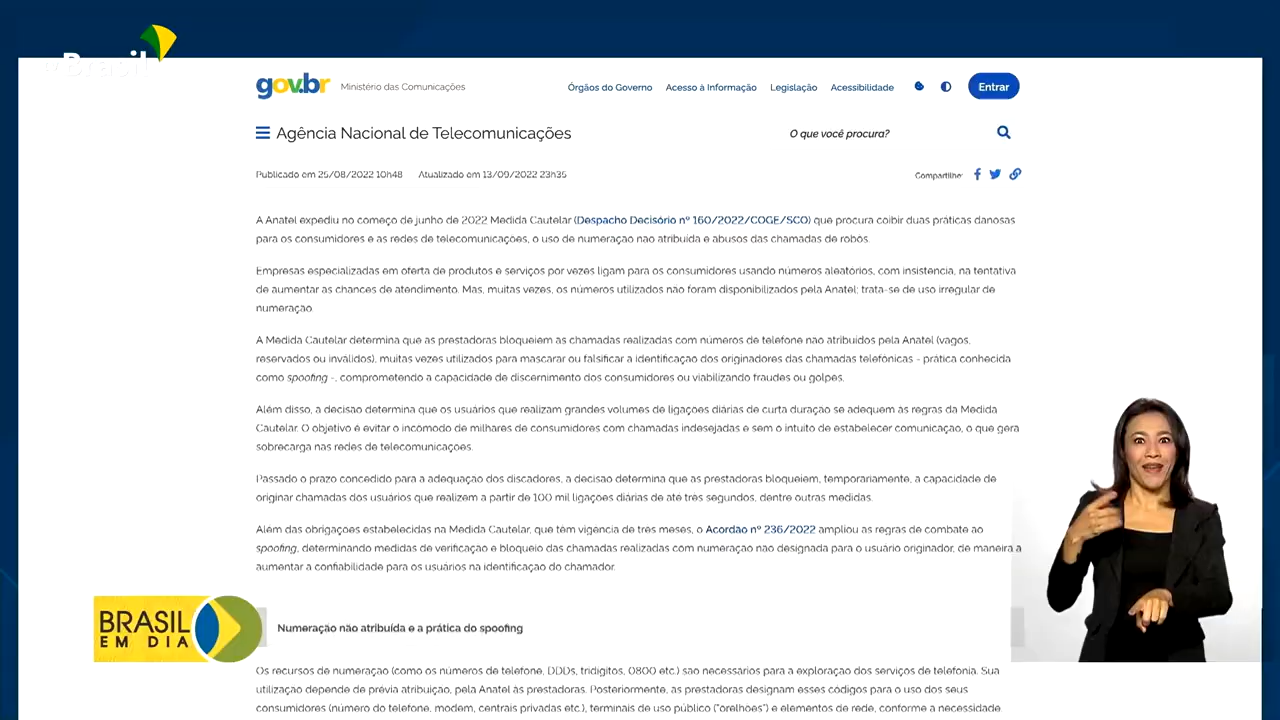 Brasil
gov.br
Ministério das Comunicações
Órgãos do Governo Acesso à Informação Legislação Acessibilidade
Entrar
Agência Nacional de Telecomunicações
O que você procura?
Publicado em 25/08/2022 10h48 Atualizado em 13/09/2022 23h35
Compartilhe:
A Anatel expediu no começo de junho de 2022 Medida Cautelar (Despacho Decisório nº 160/2022/COGE/SCO) que procura coibir duas práticas danosas
para os consumidores e as redes de telecomunicações, o uso de numeração não atribuída e abusos das chamadas de robôs.
Empresas especializadas em oferta de produtos e serviços por vezes ligam para os consumidores usando números aleatórios, com insistência, na tentativa
de aumentar as chances de atendimento. Mas, muitas vezes, os números utilizados não foram disponibilizados pela Anatel; trata-se de uso irregular de
numeração.
A Medida Cautelar determina que as prestadoras bloqueiem as chamadas realizadas com números de telefone não atribuídos pela Anatel (vagos,
reservados ou inválidos), muitas vezes utilizados para mascarar ou falsificar a identificação dos originadores das chamadas telefônicas - prática conhecida
como spoofing -, comprometendo a capacidade de discernimento dos consumidores ou viabilizando fraudes ou golpes.
Além disso, a decisão determina que os usuários que realizam grandes volumes de ligações diárias de curta duração se adequem às regras da Medida
Cautelar. O objetivo é evitar o incômodo de milhares de consumidores com chamadas indesejadas e sem o intuito de estabelecer comunicação, o que gera
sobrecarga nas redes de telecomunicações.
Passado o prazo concedido para a adequação dos discadores, a decisão determina que as prestadoras bloqueiem, temporariamente, a capacidade de
originar chamadas dos usuários que realizem a partir de 100 mil ligações diárias de até três segundos, dentre outras medidas.
Além das obrigações estabelecidas na Medida Cautelar, que têm vigência de três meses, o Acórdão nº 236/2022 ampliou as regras de combate ao
spoofing, determinando medidas de verificação e bloqueio das chamadas realizadas com numeração não designada para o usuário originador, de maneira a
aumentar a confiabilidade para os usuários na identificação do chamador.
BRASIL
EM DIA
Numeração não atribuída e a prática do spoofing
Os recursos de numeração (como os números de telefone, DDDs, tridígitos, 0800 etc.) são necessários para a exploração dos serviços de telefonia. Sua
utilização depende de prévia atribuição, pela Anatel às prestadoras. Posteriormente, as prestadoras designam esses códigos para o uso dos seus
consumidores (número do telefone, modem, centrais privadas etc.), terminais de uso público ("orelhões") e elementos de rede, conforme a necessidade.